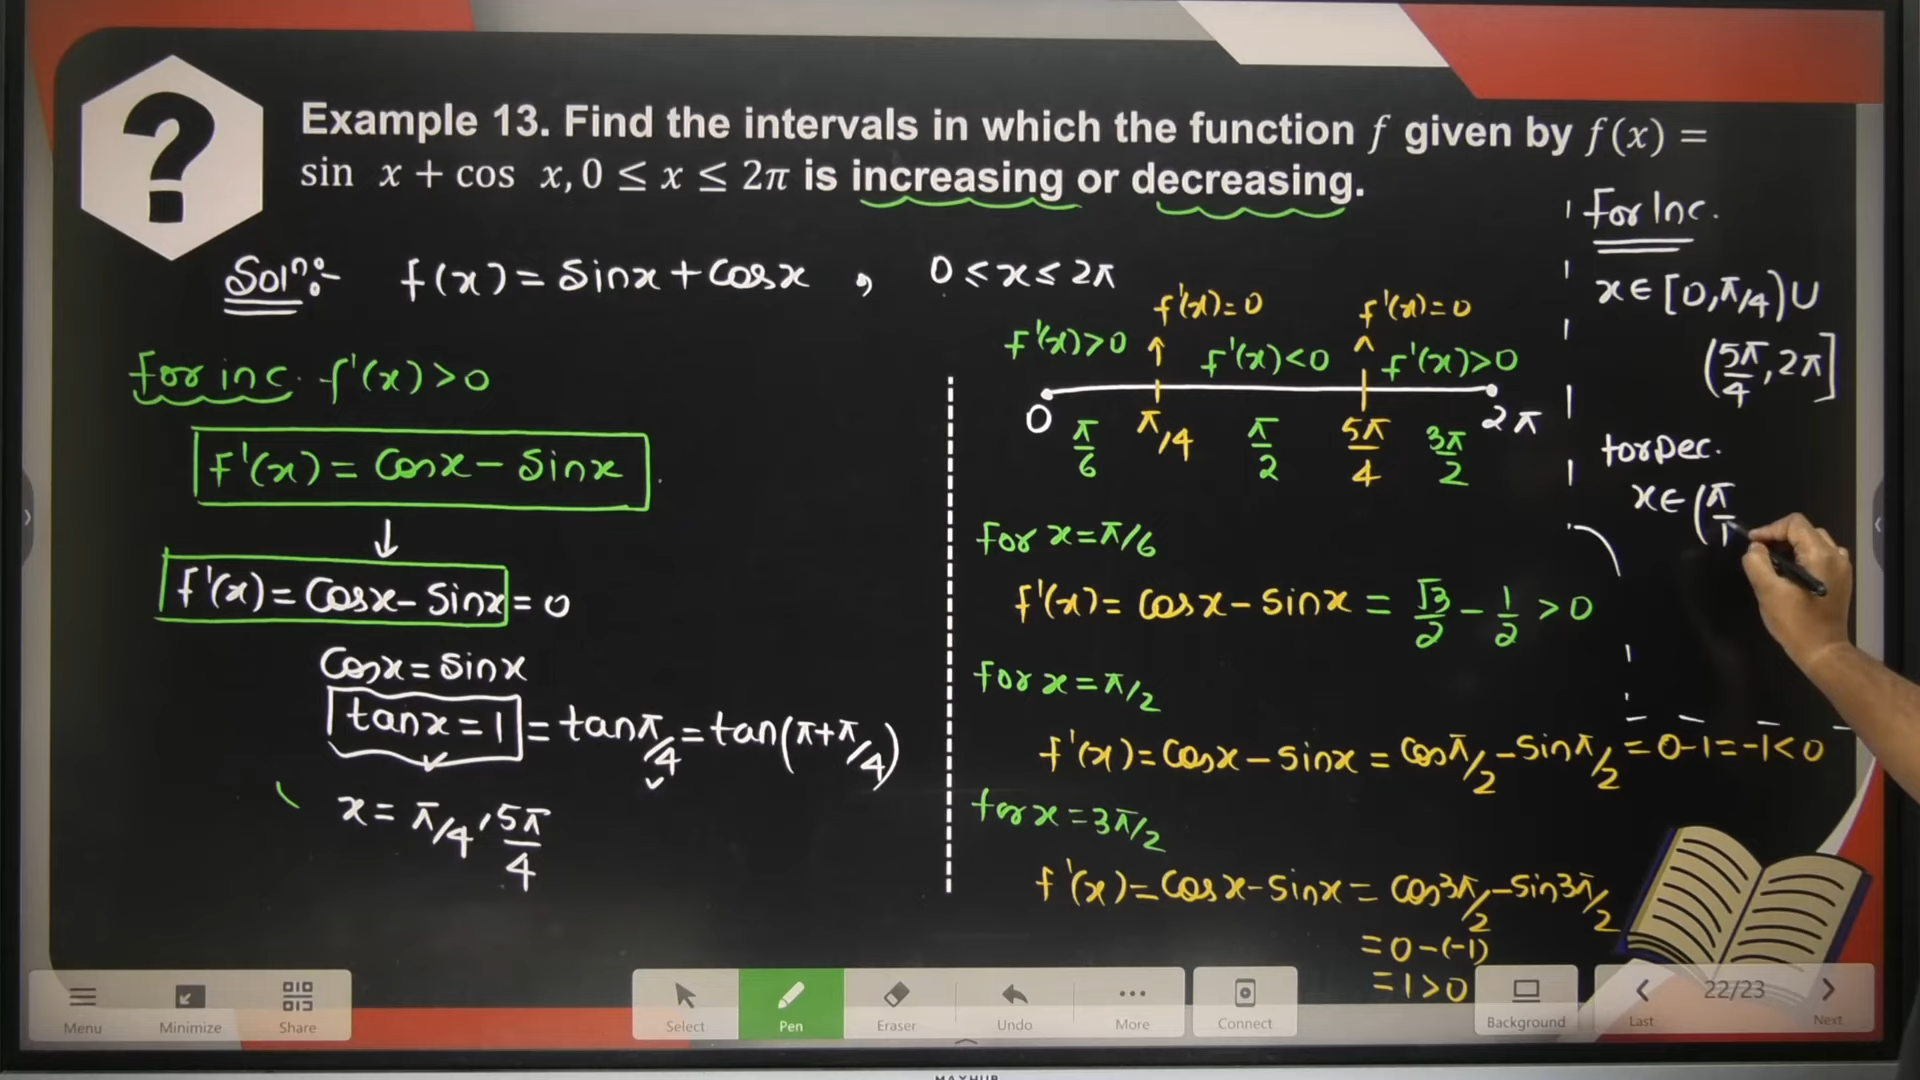 ?
Example 13. Find the intervals in which the function f given by f(x) =
sin x + cos x, 0 ≤ x ≤ 2π is increasing or decreasing.
Solⁿ:- f(x) = sinx + cosx , 0 < x ≤ 2π
for inc. f'(x) > 0
f'(x) = cosx - sinx
↓
f'(x) = cosx - sinx = 0
cosx = sinx
tanx = 1 = tanπ/4 = tan(π+π/4)
x = π/4, 5π/4
f'(x)=0 f'(x)=0
f'(x)>0 f'(x)<0 f'(x)>0
0 π/6 π/4 π/2 5π/4 3π/2 2π
for x = π/6
f'(x) = cosx - sinx = √3/2 - 1/2 > 0
for x = π/2
f'(x) = cosx - sinx = cosπ/2 - sinπ/2 = 0-1 = -1 < 0
for x = 3π/2
f'(x) = cosx - sinx = cos3π/2 - sin3π/2
= 0-(-1)
= 1 > 0
For Inc.
x ∈ [0, π/4) ∪
(5π/4, 2π]
for Dec.
x ∈ (π
Menu
Minimize
Share
Select
Pen
Eraser
Undo
More
Connect
Background
Last
22/23
Next
MAXHUB